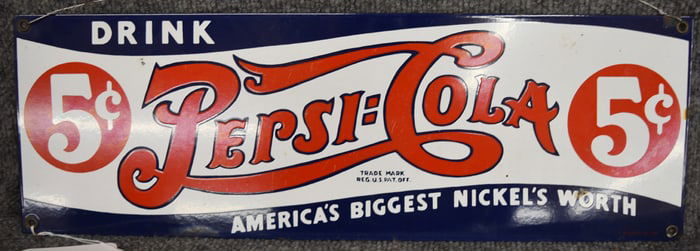 DRINK
5¢ PEPSI:COLA 5¢
TRADE MARK
REG. U.S. PAT. OFF.
AMERICA'S BIGGEST NICKEL'S WORTH